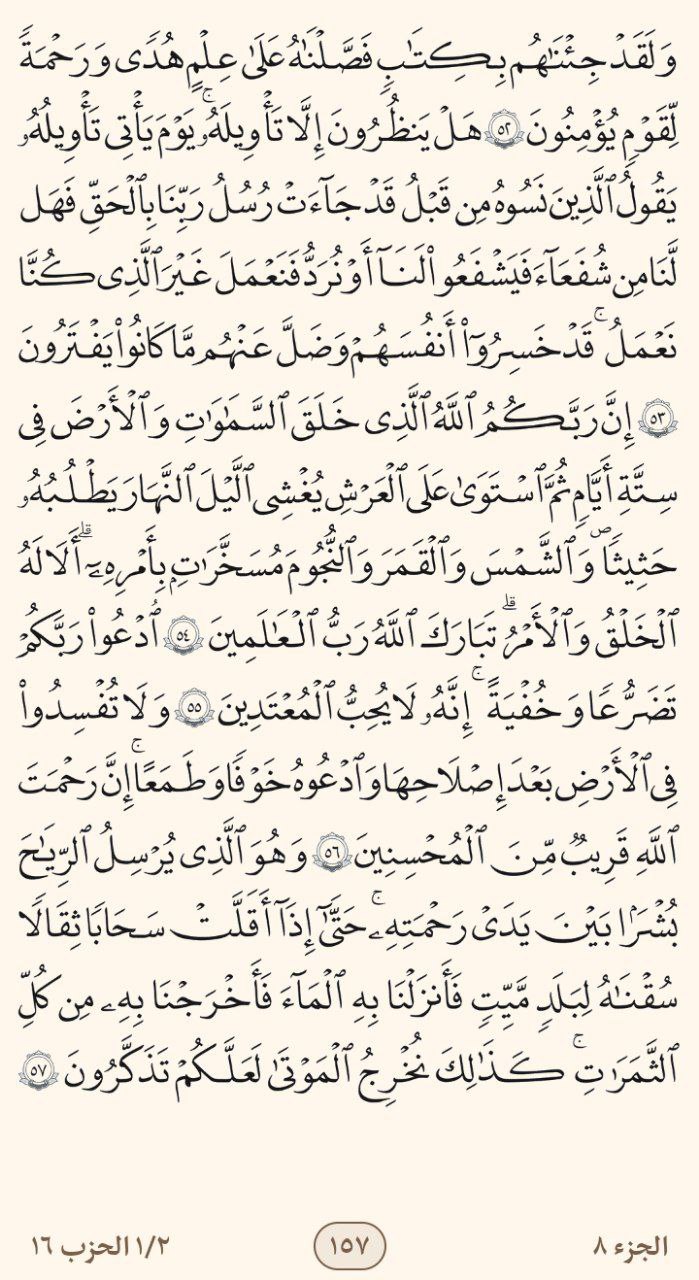 وَلَقَدۡ جِئۡنَٰهُم بِكِتَٰبٖ فَصَّلۡنَٰهُ عَلَىٰ عِلۡمٍ هُدٗى وَرَحۡمَةٗ
لِّقَوۡمٖ يُؤۡمِنُونَ ٥٢ هَلۡ يَنظُرُونَ إِلَّا تَأۡوِيلَهُۥۚ يَوۡمَ يَأۡتِي تَأۡوِيلُهُۥ
يَقُولُ ٱلَّذِينَ نَسُوهُ مِن قَبۡلُ قَدۡ جَآءَتۡ رُسُلُ رَبِّنَا بِٱلۡحَقِّ فَهَل
لَّنَا مِن شُفَعَآءَ فَيَشۡفَعُواْ لَنَآ أَوۡ نُرَدُّ فَنَعۡمَلَ غَيۡرَ ٱلَّذِي كُنَّا
نَعۡمَلُۚ قَدۡ خَسِرُوٓاْ أَنفُسَهُمۡ وَضَلَّ عَنۡهُم مَّا كَانُواْ يَفۡتَرُونَ
٥٣ إِنَّ رَبَّكُمُ ٱللَّهُ ٱلَّذِي خَلَقَ ٱلسَّمَٰوَٰتِ وَٱلۡأَرۡضَ فِي
سِتَّةِ أَيَّامٖ ثُمَّ ٱسۡتَوَىٰ عَلَى ٱلۡعَرۡشِ يُغۡشِي ٱلَّيۡلَ ٱلنَّهَارَ يَطۡلُبُهُۥ
حَثِيثٗاۖ وَٱلشَّمۡسَ وَٱلۡقَمَرَ وَٱلنُّجُومَ مُسَخَّرَٰتِۭ بِأَمۡرِهِۦٓۗ أَلَا لَهُ
ٱلۡخَلۡقُ وَٱلۡأَمۡرُۗ تَبَارَكَ ٱللَّهُ رَبُّ ٱلۡعَٰلَمِينَ ٥٤ ٱدۡعُواْ رَبَّكُمۡ
تَضَرُّعٗا وَخُفۡيَةًۚ إِنَّهُۥ لَا يُحِبُّ ٱلۡمُعۡتَدِينَ ٥٥ وَلَا تُفۡسِدُواْ
فِي ٱلۡأَرۡضِ بَعۡدَ إِصۡلَٰحِهَا وَٱدۡعُوهُ خَوۡفٗا وَطَمَعًاۚ إِنَّ رَحۡمَتَ
ٱللَّهِ قَرِيبٞ مِّنَ ٱلۡمُحۡسِنِينَ ٥٦ وَهُوَ ٱلَّذِي يُرۡسِلُ ٱلرِّيَٰحَ
بُشۡرَۢا بَيۡنَ يَدَيۡ رَحۡمَتِهِۦۚ حَتَّىٰٓ إِذَآ أَقَلَّتۡ سَحَابٗا ثِقَالٗا
سُقۡنَٰهُ لِبَلَدٖ مَّيِّتٖ فَأَنزَلۡنَا بِهِ ٱلۡمَآءَ فَأَخۡرَجۡنَا بِهِۦ مِن كُلِّ
ٱلثَّمَرَٰتِۚ كَذَٰلِكَ نُخۡرِجُ ٱلۡمَوۡتَىٰ لَعَلَّكُمۡ تَذَكَّرُونَ ٥٧
الجزء ٨ ١٥٧ ١/٢ الحزب ١٦